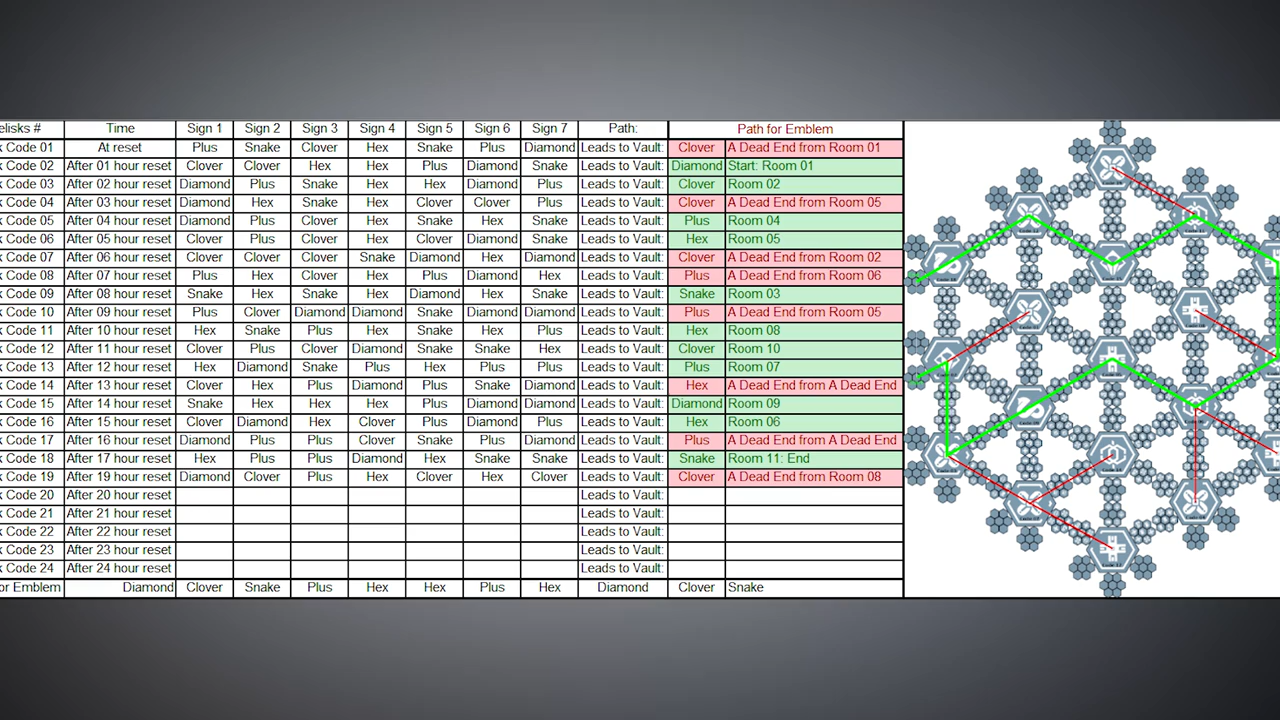 elisks # Time Sign 1 Sign 2 Sign 3 Sign 4 Sign 5 Sign 6 Sign 7 Path: Path for Emblem
k Code 01 At reset Plus Snake Clover Hex Snake Plus Diamond Leads to Vault: Clover A Dead End from Room 01
k Code 02 After 01 hour reset Clover Clover Hex Hex Plus Diamond Snake Leads to Vault: Diamond Start: Room 01
k Code 03 After 02 hour reset Diamond Plus Snake Hex Hex Diamond Plus Leads to Vault: Clover Room 02
k Code 04 After 03 hour reset Diamond Hex Snake Hex Clover Clover Plus Leads to Vault: Clover A Dead End from Room 05
k Code 05 After 04 hour reset Diamond Plus Clover Hex Snake Hex Snake Leads to Vault: Plus Room 04
k Code 06 After 05 hour reset Clover Plus Clover Hex Clover Diamond Snake Leads to Vault: Hex Room 05
k Code 07 After 06 hour reset Clover Clover Clover Snake Diamond Hex Diamond Leads to Vault: Clover A Dead End from Room 02
k Code 08 After 07 hour reset Plus Hex Clover Hex Plus Diamond Hex Leads to Vault: Plus A Dead End from Room 06
k Code 09 After 08 hour reset Snake Hex Snake Hex Diamond Hex Snake Leads to Vault: Snake Room 03
k Code 10 After 09 hour reset Plus Clover Diamond Diamond Snake Diamond Diamond Leads to Vault: Plus A Dead End from Room 05
k Code 11 After 10 hour reset Hex Snake Plus Hex Clover Hex Plus Leads to Vault: Hex Room 08
k Code 12 After 11 hour reset Clover Plus Clover Diamond Snake Snake Hex Leads to Vault: Clover Room 10
k Code 13 After 12 hour reset Hex Diamond Snake Plus Hex Plus Plus Leads to Vault: Plus Room 07
k Code 14 After 13 hour reset Clover Hex Plus Diamond Plus Snake Diamond Leads to Vault: Hex A Dead End from A Dead End
k Code 15 After 14 hour reset Snake Hex Hex Hex Plus Diamond Diamond Leads to Vault: Diamond Room 09
k Code 16 After 15 hour reset Clover Diamond Hex Clover Plus Diamond Plus Leads to Vault: Hex Room 06
k Code 17 After 16 hour reset Diamond Plus Plus Clover Snake Plus Diamond Leads to Vault: Plus A Dead End from A Dead End
k Code 18 After 17 hour reset Hex Plus Plus Diamond Hex Snake Snake Leads to Vault: Snake Room 11: End
k Code 19 After 19 hour reset Diamond Clover Plus Hex Clover Hex Clover Leads to Vault: Clover A Dead End from Room 08
k Code 20 After 20 hour reset Leads to Vault:
k Code 21 After 21 hour reset Leads to Vault:
k Code 22 After 22 hour reset Leads to Vault:
k Code 23 After 23 hour reset Leads to Vault:
k Code 24 After 24 hour reset Leads to Vault:
or Emblem Diamond Clover Snake Plus Hex Hex Plus Hex Diamond Clover Snake